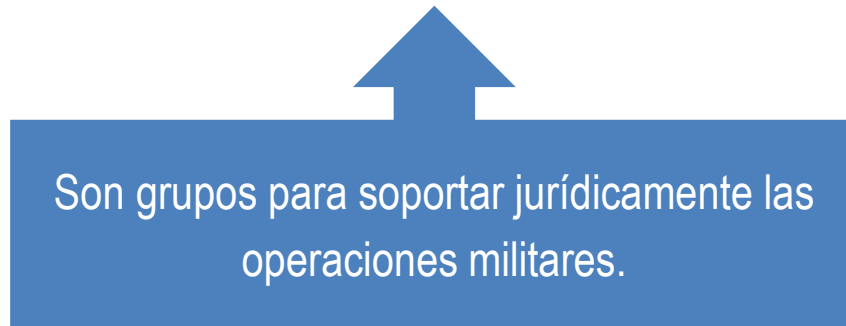 Son grupos para soportar jurídicamente las
operaciones militares.